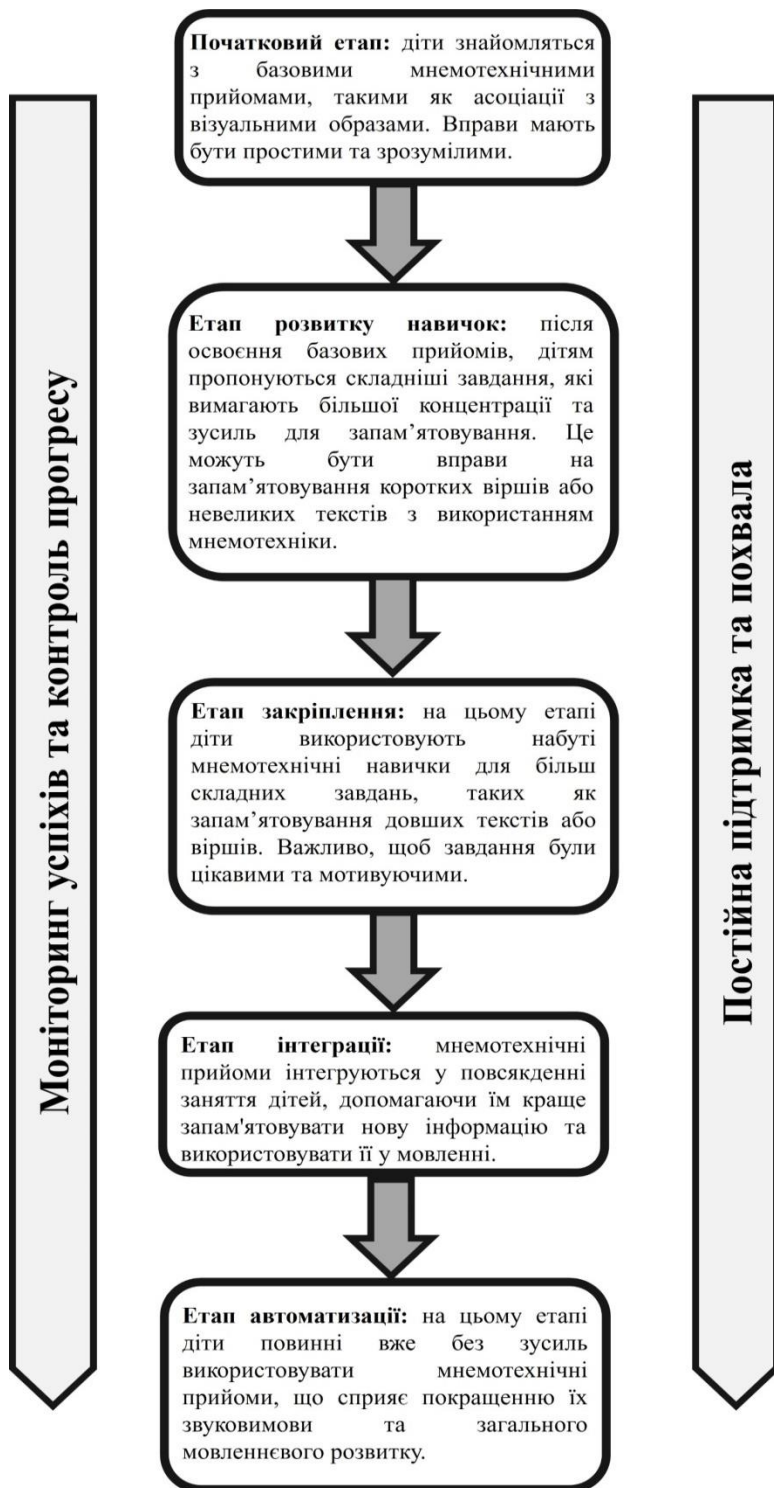 Початковий етап: діти знайомляться
з базовими мнемотехнічними
прийомами, такими як асоціації з
візуальними образами. Вправи мають
бути простими та зрозумілими.
Етап розвитку навичок: після
освоєння базових прийомів, дітям
пропонуються складніші завдання, які
вимагають більшої концентрації та
зусиль для запам’ятовування. Це
можуть бути вправи на
запам’ятовування коротких віршів або
невеликих текстів з використанням
мнемотехніки.
Етап закріплення: на цьому етапі
діти використовують набуті
мнемотехнічні навички для більш
складних завдань, таких як
запам’ятовування довших текстів або
віршів. Важливо, щоб завдання були
цікавими та мотивуючими.
Етап інтеграції: мнемотехнічні
прийоми інтегруються у повсякденні
заняття дітей, допомагаючи їм краще
запам'ятовувати нову інформацію та
використовувати її у мовленні.
Етап автоматизації: на цьому етапі
діти повинні вже без зусиль
використовувати мнемотехнічні
прийоми, що сприяє покращенню їх
звуковимови та загального
мовленнєвого розвитку.
Моніторинг успіхів та контроль прогресу
Постійна підтримка та похвала